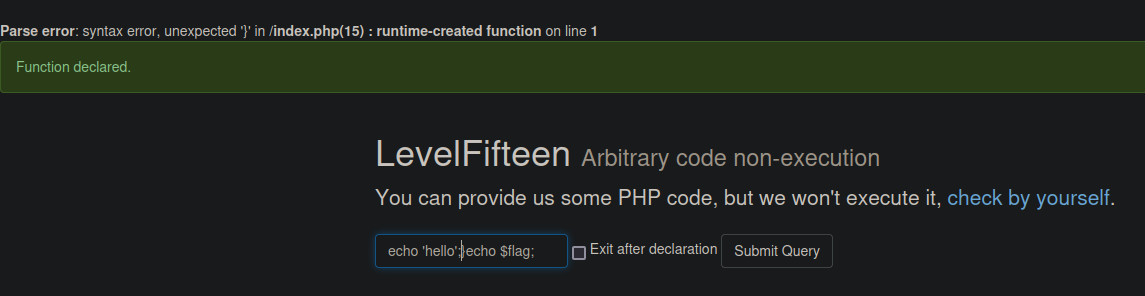 Parse error: syntax error, unexpected '}' in /index.php(15) : runtime-created function on line 1
Function declared.
LevelFifteen Arbitrary code non-execution
You can provide us some PHP code, but we won't execute it, check by yourself.
echo 'hello';}echo $flag; Exit after declaration Submit Query